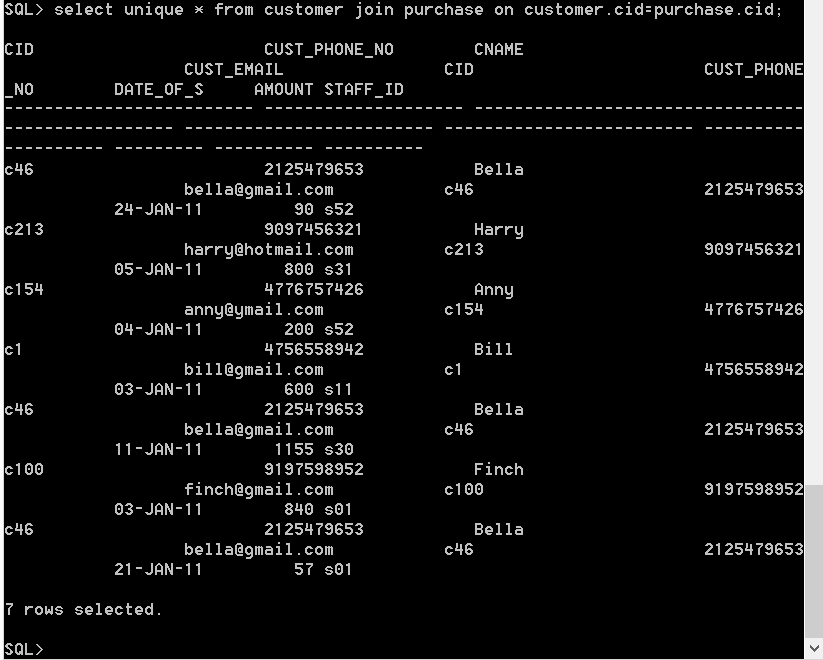 SQL> select unique * from customer join purchase on customer.cid=purchase.cid;
CID CUST_PHONE_NO CNAME
CUST_EMAIL CID CUST_PHONE
_NO DATE_OF_S AMOUNT STAFF_ID
------------------------- -------------------- ---------------------------------
----------------- ------------------------- ------------------------- ----------
---------- --------- ---------- ----------
c46 2125479653 Bella
bella@gmail.com c46 2125479653
24-JAN-11 90 s52
c213 9097456321 Harry
harry@hotmail.com c213 9097456321
05-JAN-11 800 s31
c154 4776757426 Anny
anny@ymail.com c154 4776757426
04-JAN-11 200 s52
c1 4756558942 Bill
bill@gmail.com c1 4756558942
03-JAN-11 600 s11
c46 2125479653 Bella
bella@gmail.com c46 2125479653
11-JAN-11 1155 s30
c100 9197598952 Finch
finch@gmail.com c100 9197598952
03-JAN-11 840 s01
c46 2125479653 Bella
bella@gmail.com c46 2125479653
21-JAN-11 57 s01
7 rows selected.
SQL>